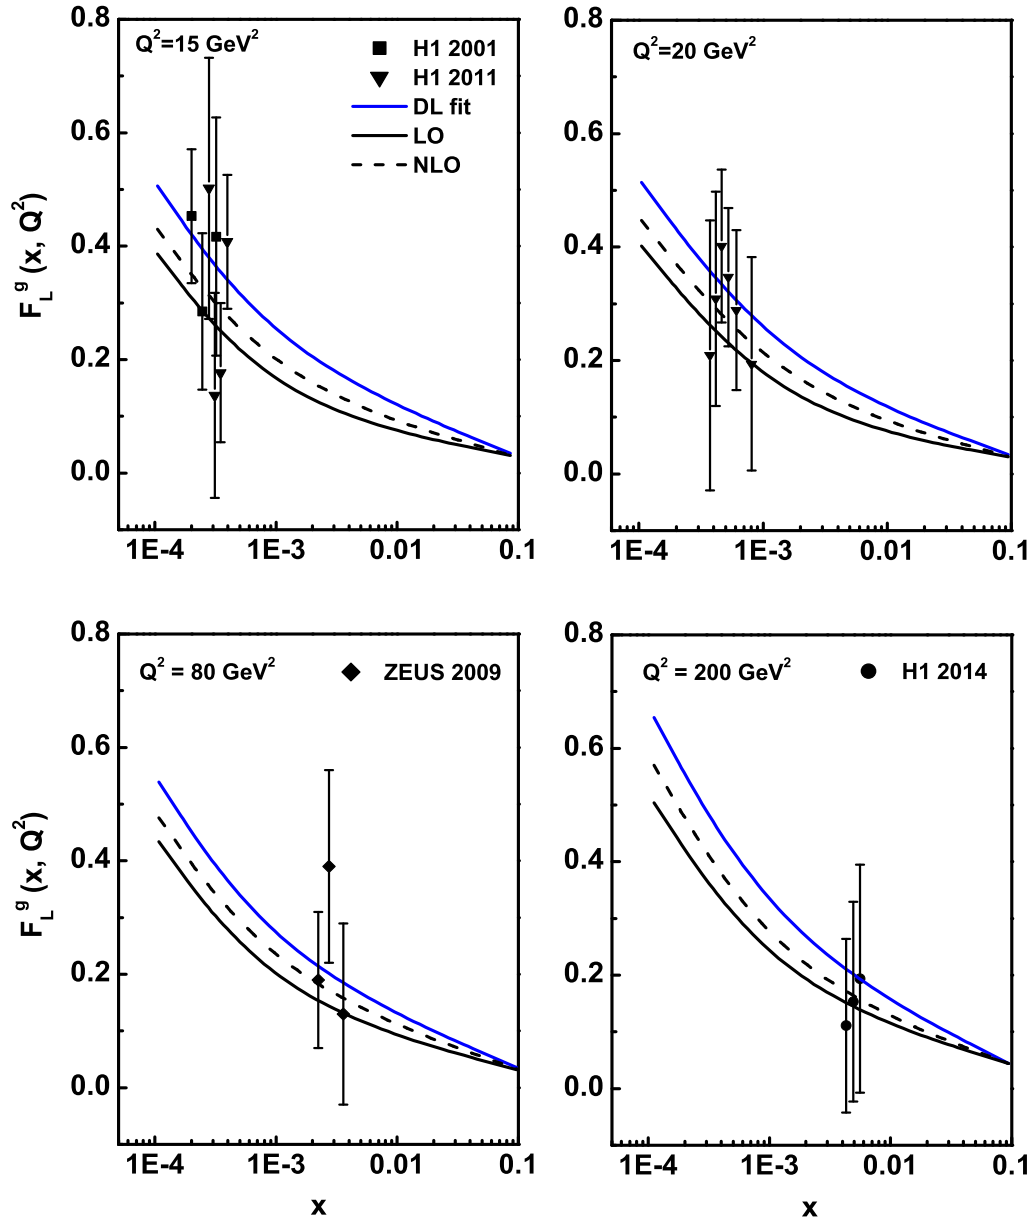 Q²=15 GeV²
H1 2001
H1 2011
DL fit
LO
NLO
0.8
0.6
0.4
0.2
0.0
F_L^g (x, Q²)
1E-4 1E-3 0.01 0.1
Q²=20 GeV²
0.8
0.6
0.4
0.2
0.0
1E-4 1E-3 0.01 0.1
Q² = 80 GeV²
ZEUS 2009
0.8
0.6
0.4
0.2
0.0
F_L^g (x, Q²)
1E-4 1E-3 0.01 0.1
x
Q² = 200 GeV²
H1 2014
0.8
0.6
0.4
0.2
0.0
1E-4 1E-3 0.01 0.1
x